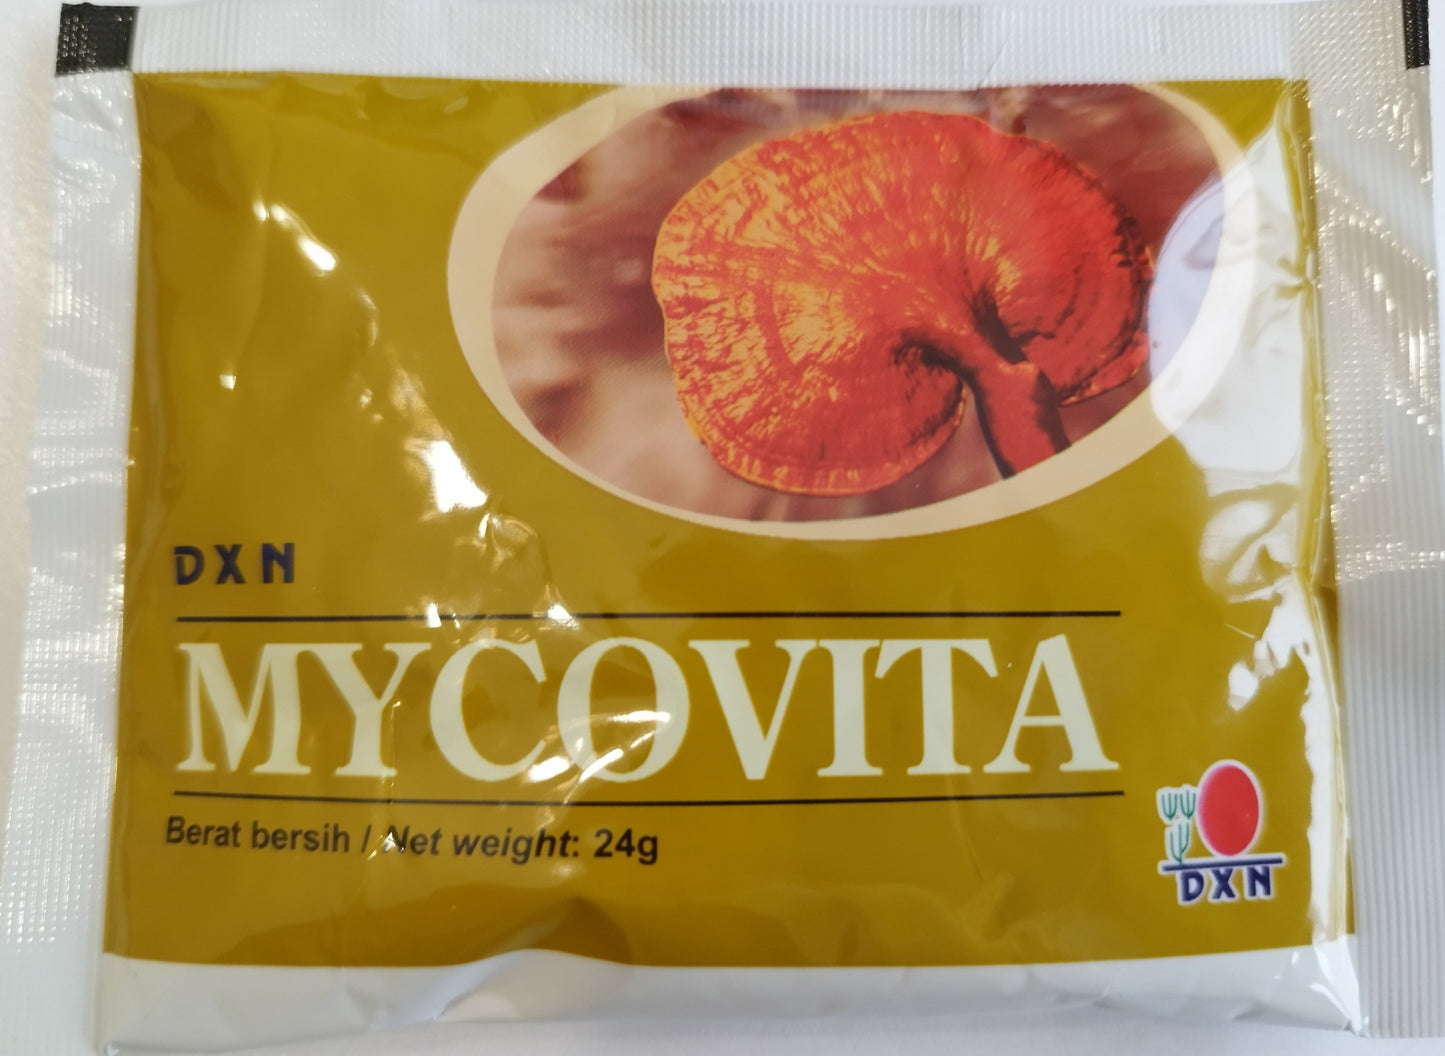 DXN
MYCOVITA
Berat bersih / Net weight: 24g
DXN